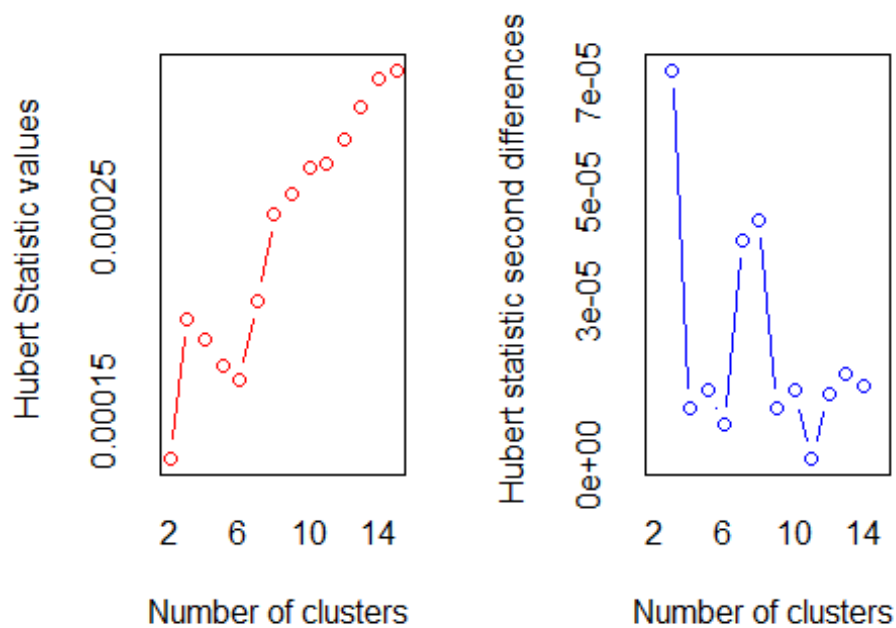 Hubert Statistic values
0.00015
0.00025
2 6 10 14
Number of clusters
Hubert statistic second differences
0e+00
3e-05
5e-05
7e-05
2 6 10 14
Number of clusters